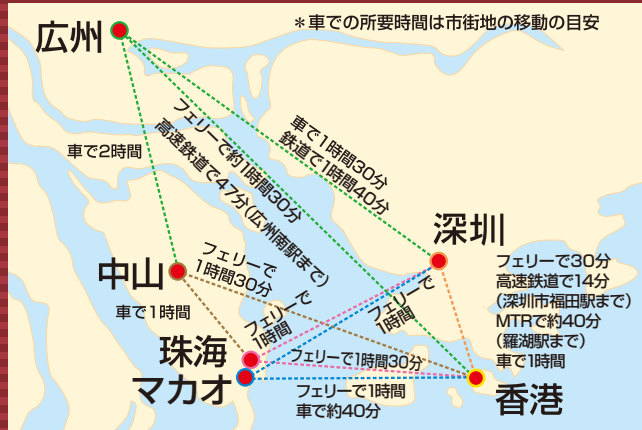 ＊車での所要時間は市街地の移動の目安
広州
車で1時間30分
鉄道で1時間40分
フェリーで約1時間30分
高速鉄道で47分（広州南駅まで）
車で2時間
深圳
中山
フェリーで
1時間30分
フェリーで30分
高速鉄道で14分
（深圳市福田駅まで）
MTRで約40分
（羅湖駅まで）
車で1時間
車で1時間
フェリーで
1時間
フェリーで
1時間
珠海
フェリーで1時間30分
マカオ
フェリーで1時間
車で約40分
香港